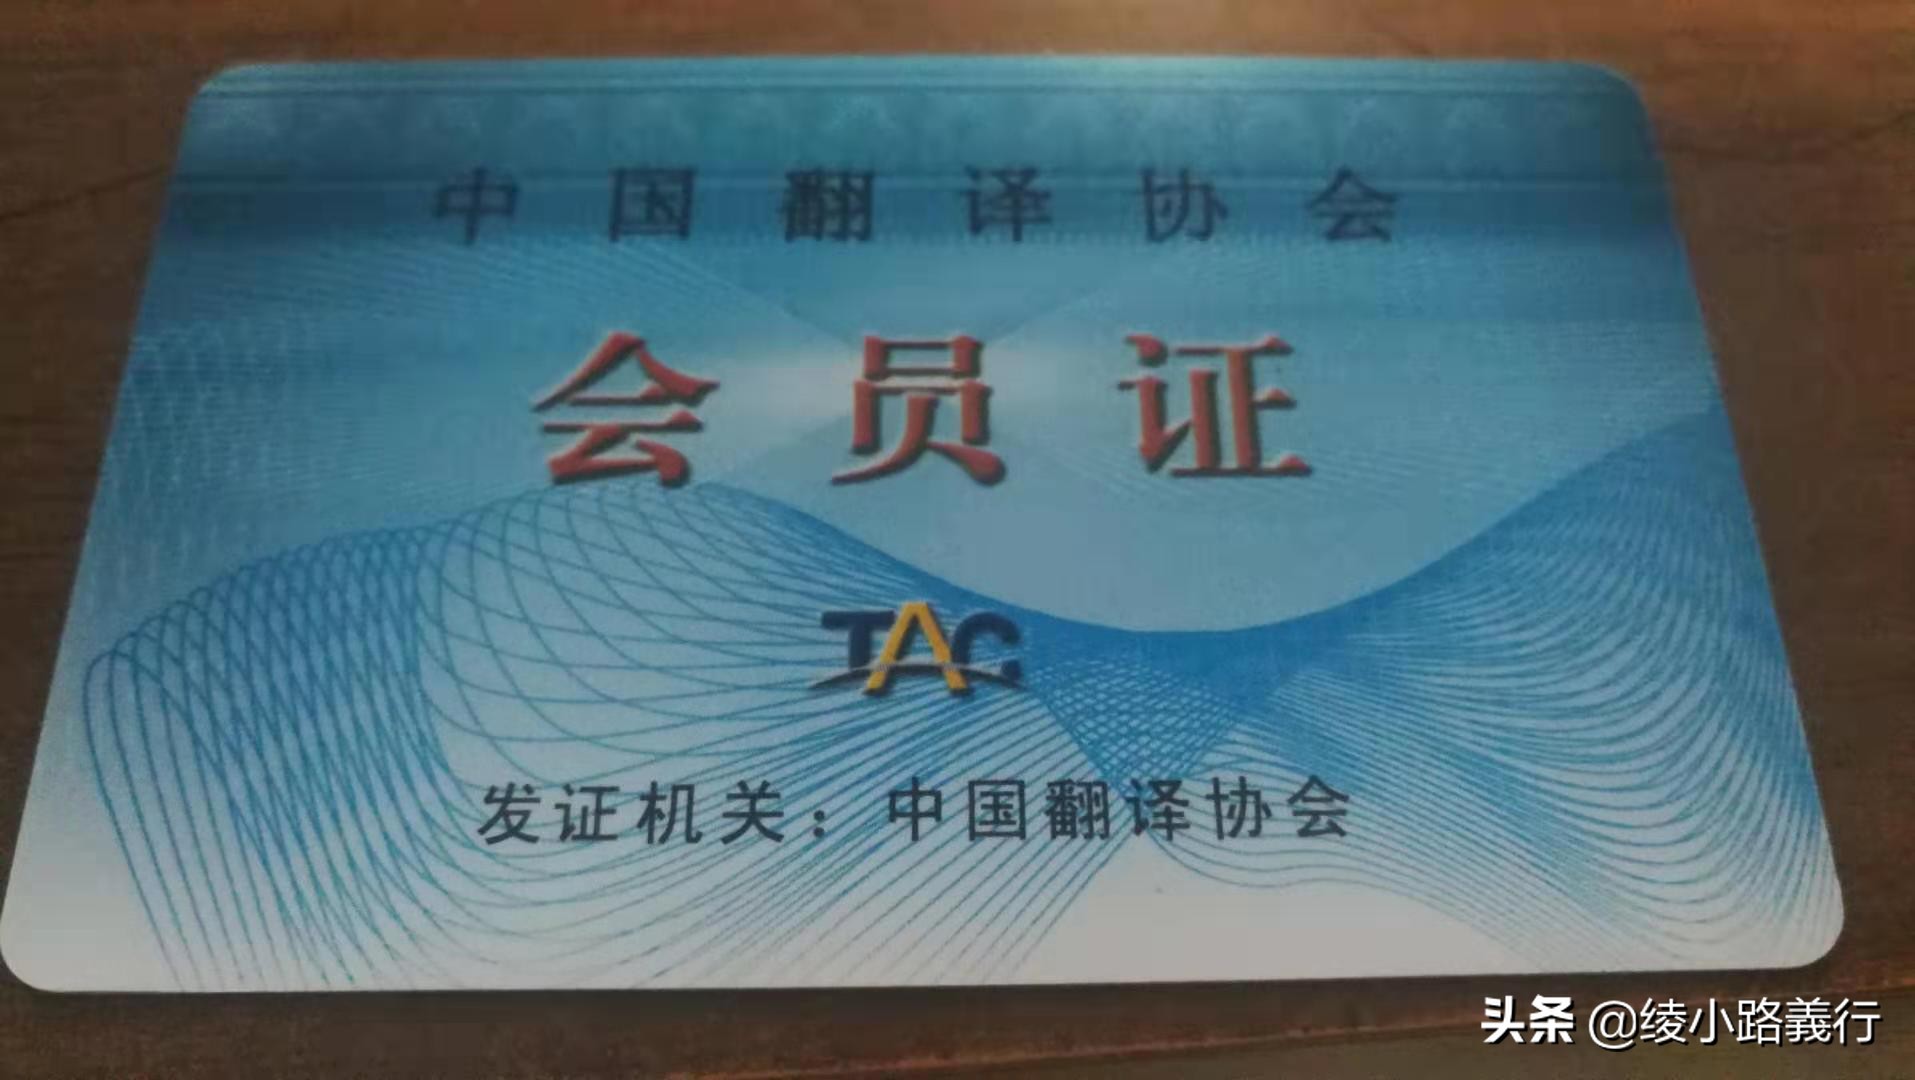 中国翻译协会
会员证
TAC
发证机关：中国翻译协会
头条 @绫小路義行